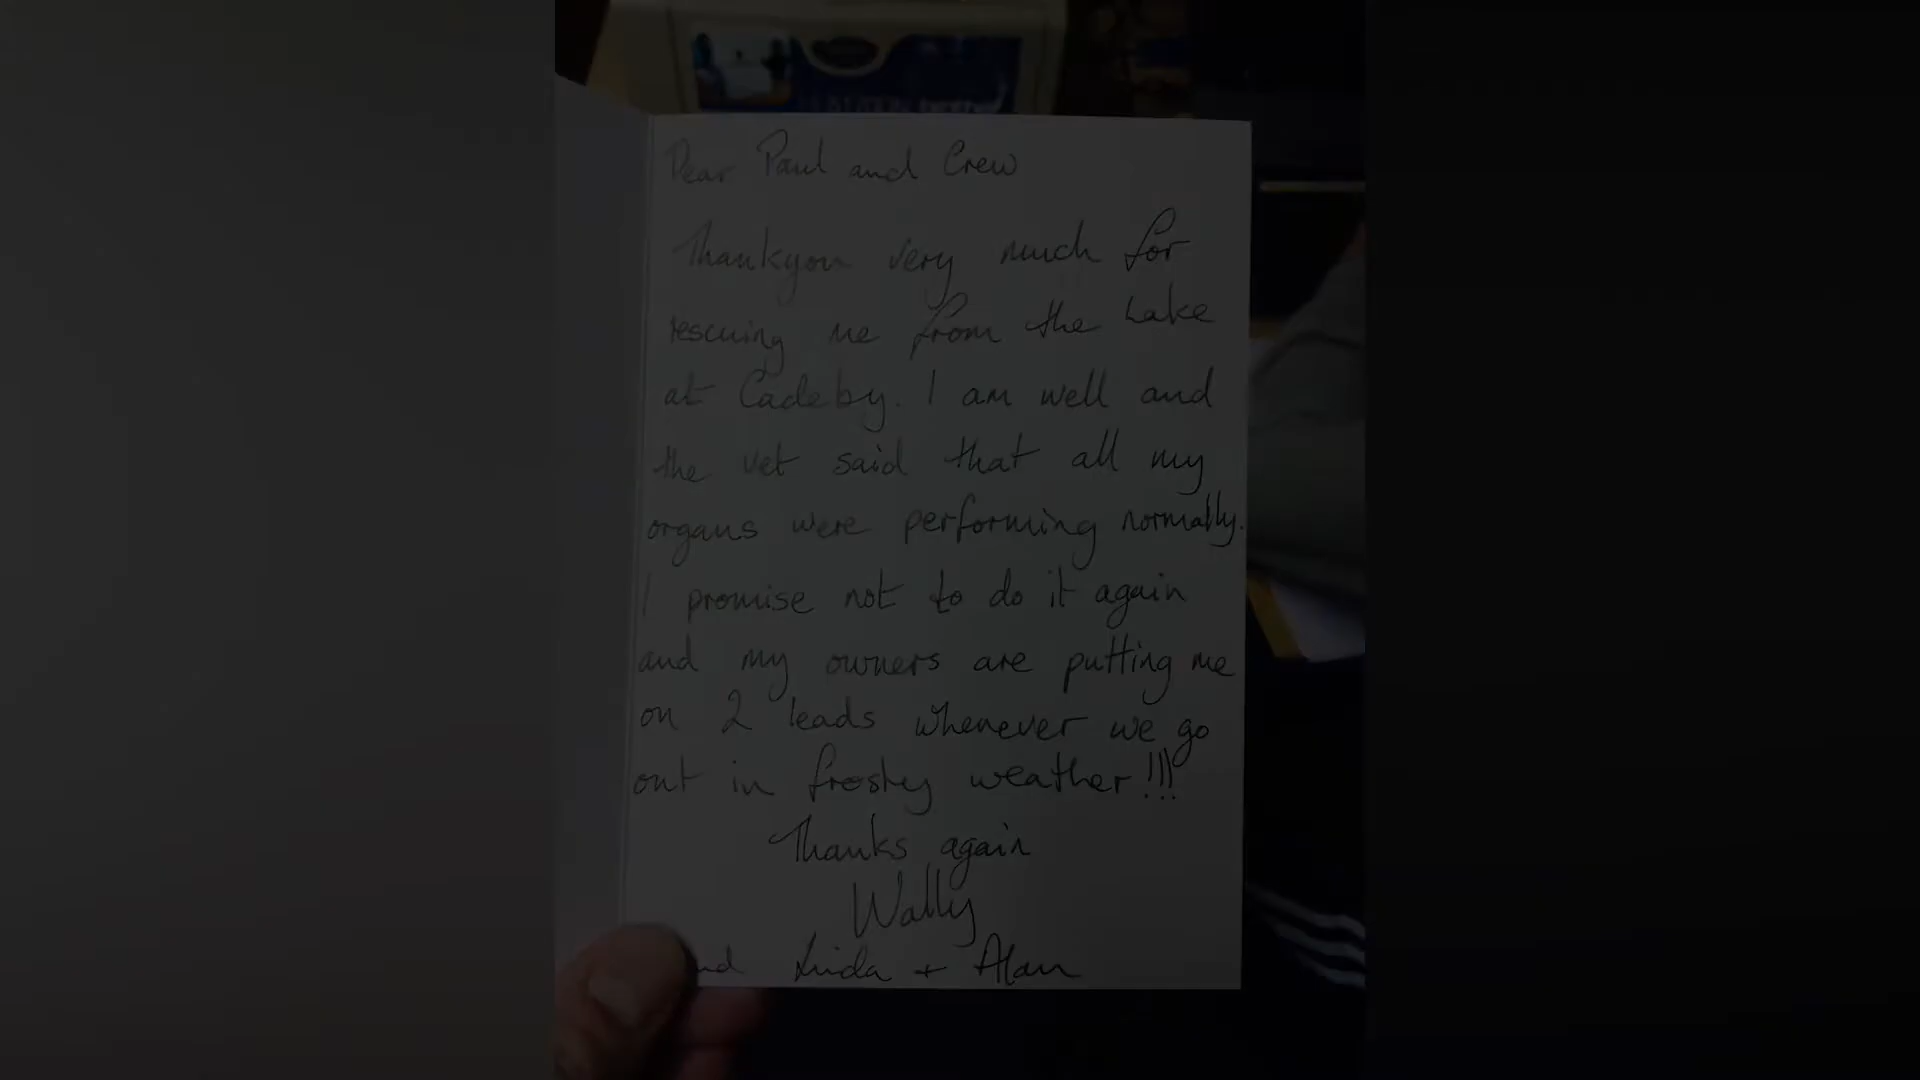 Dear Paul and Crew
Thankyou very much for
rescuing me from the Lake
at Cadeby. I am well and
the vet said that all my
organs were performing normally.
I promise not to do it again
and my owners are putting me
on 2 leads whenever we go
out in frosty weather!!!
Thanks again
Wally
and Linda + Alan